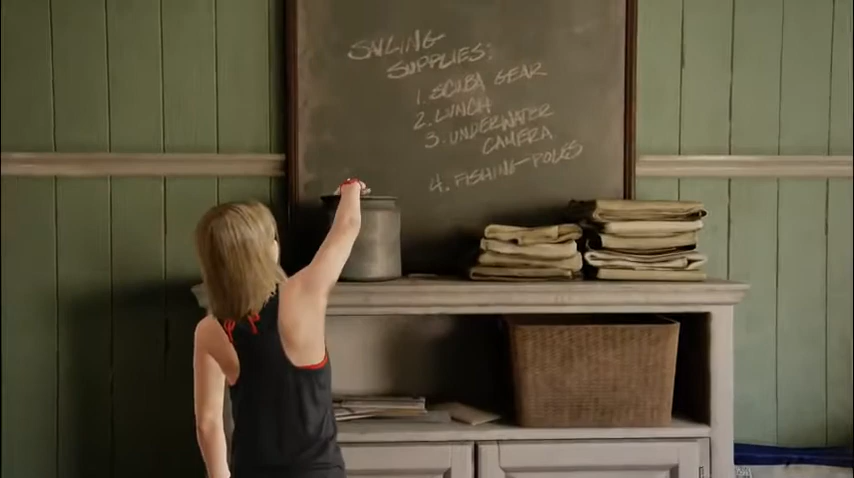 SAILING
SUPPLIES:
1. SCUBA GEAR
2. LUNCH
3. UNDERWATER
CAMERA
4. FISHING POLES